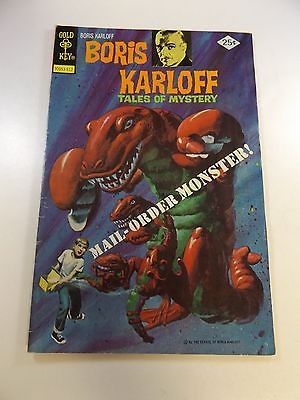 GOLD
KEY®
BORIS KARLOFF
BORIS
KARLOFF
TALES OF MYSTERY
25¢
MAIL-ORDER MONSTER!